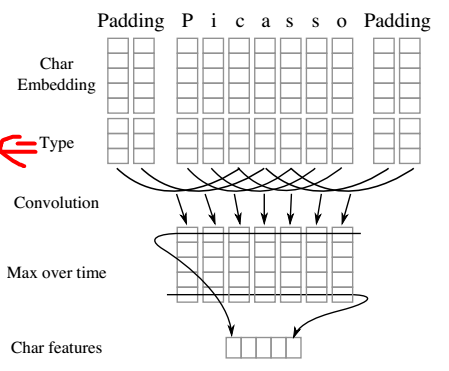 Padding P i c a s s o Padding
Char
Embedding
Type
Convolution
Max over time
Char features